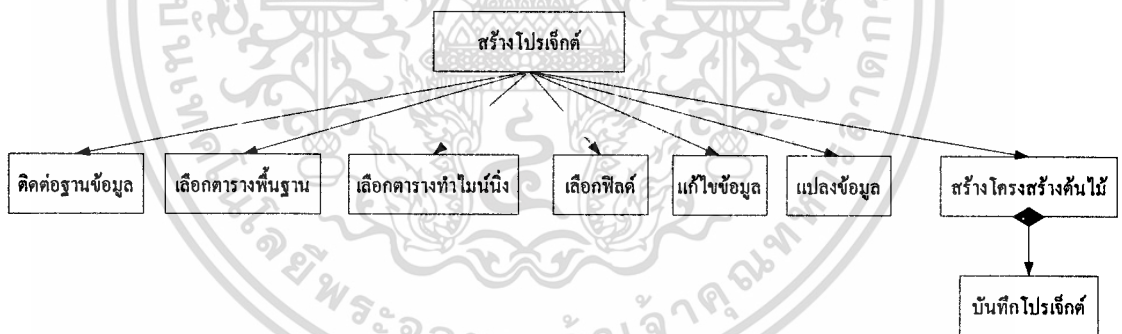 สร้างโปรเจ็กต์
ติดต่อฐานข้อมูล
เลือกตารางพื้นฐาน
เลือกตารางทำไมน์นิ่ง
เลือกฟิลด์
แก้ไขข้อมูล
แปลงข้อมูล
สร้างโครงสร้างต้นไม้
บันทึกโปรเจ็กต์